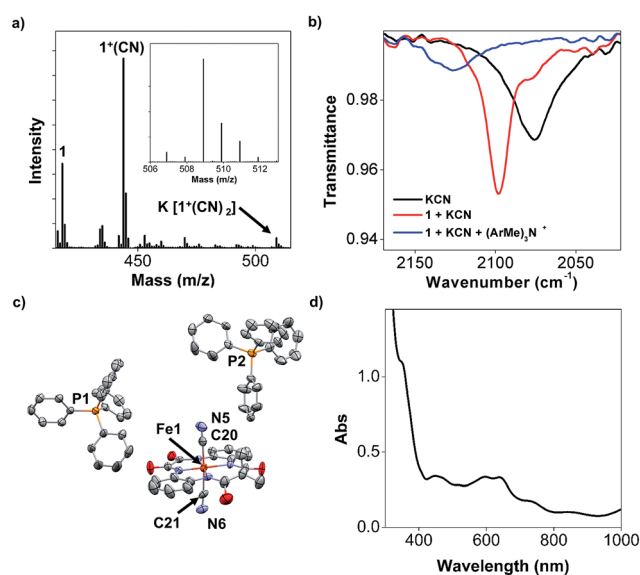 a)
1⁺(CN)
1
Intensity
506 508 510 512
Mass (m/z)
K [1⁺(CN)₂]
450 500
Mass (m/z)
b)
Transmittance
0.98
0.96
0.94
KCN
1 + KCN
1 + KCN + (ArMe)₃N⁺
2150 2100 2050
Wavenumber (cm⁻¹)
c)
P1
P2
N5
C20
Fe1
C21
N6
d)
Abs
1.0
0.5
0.0
400 600 800 1000
Wavelength (nm)